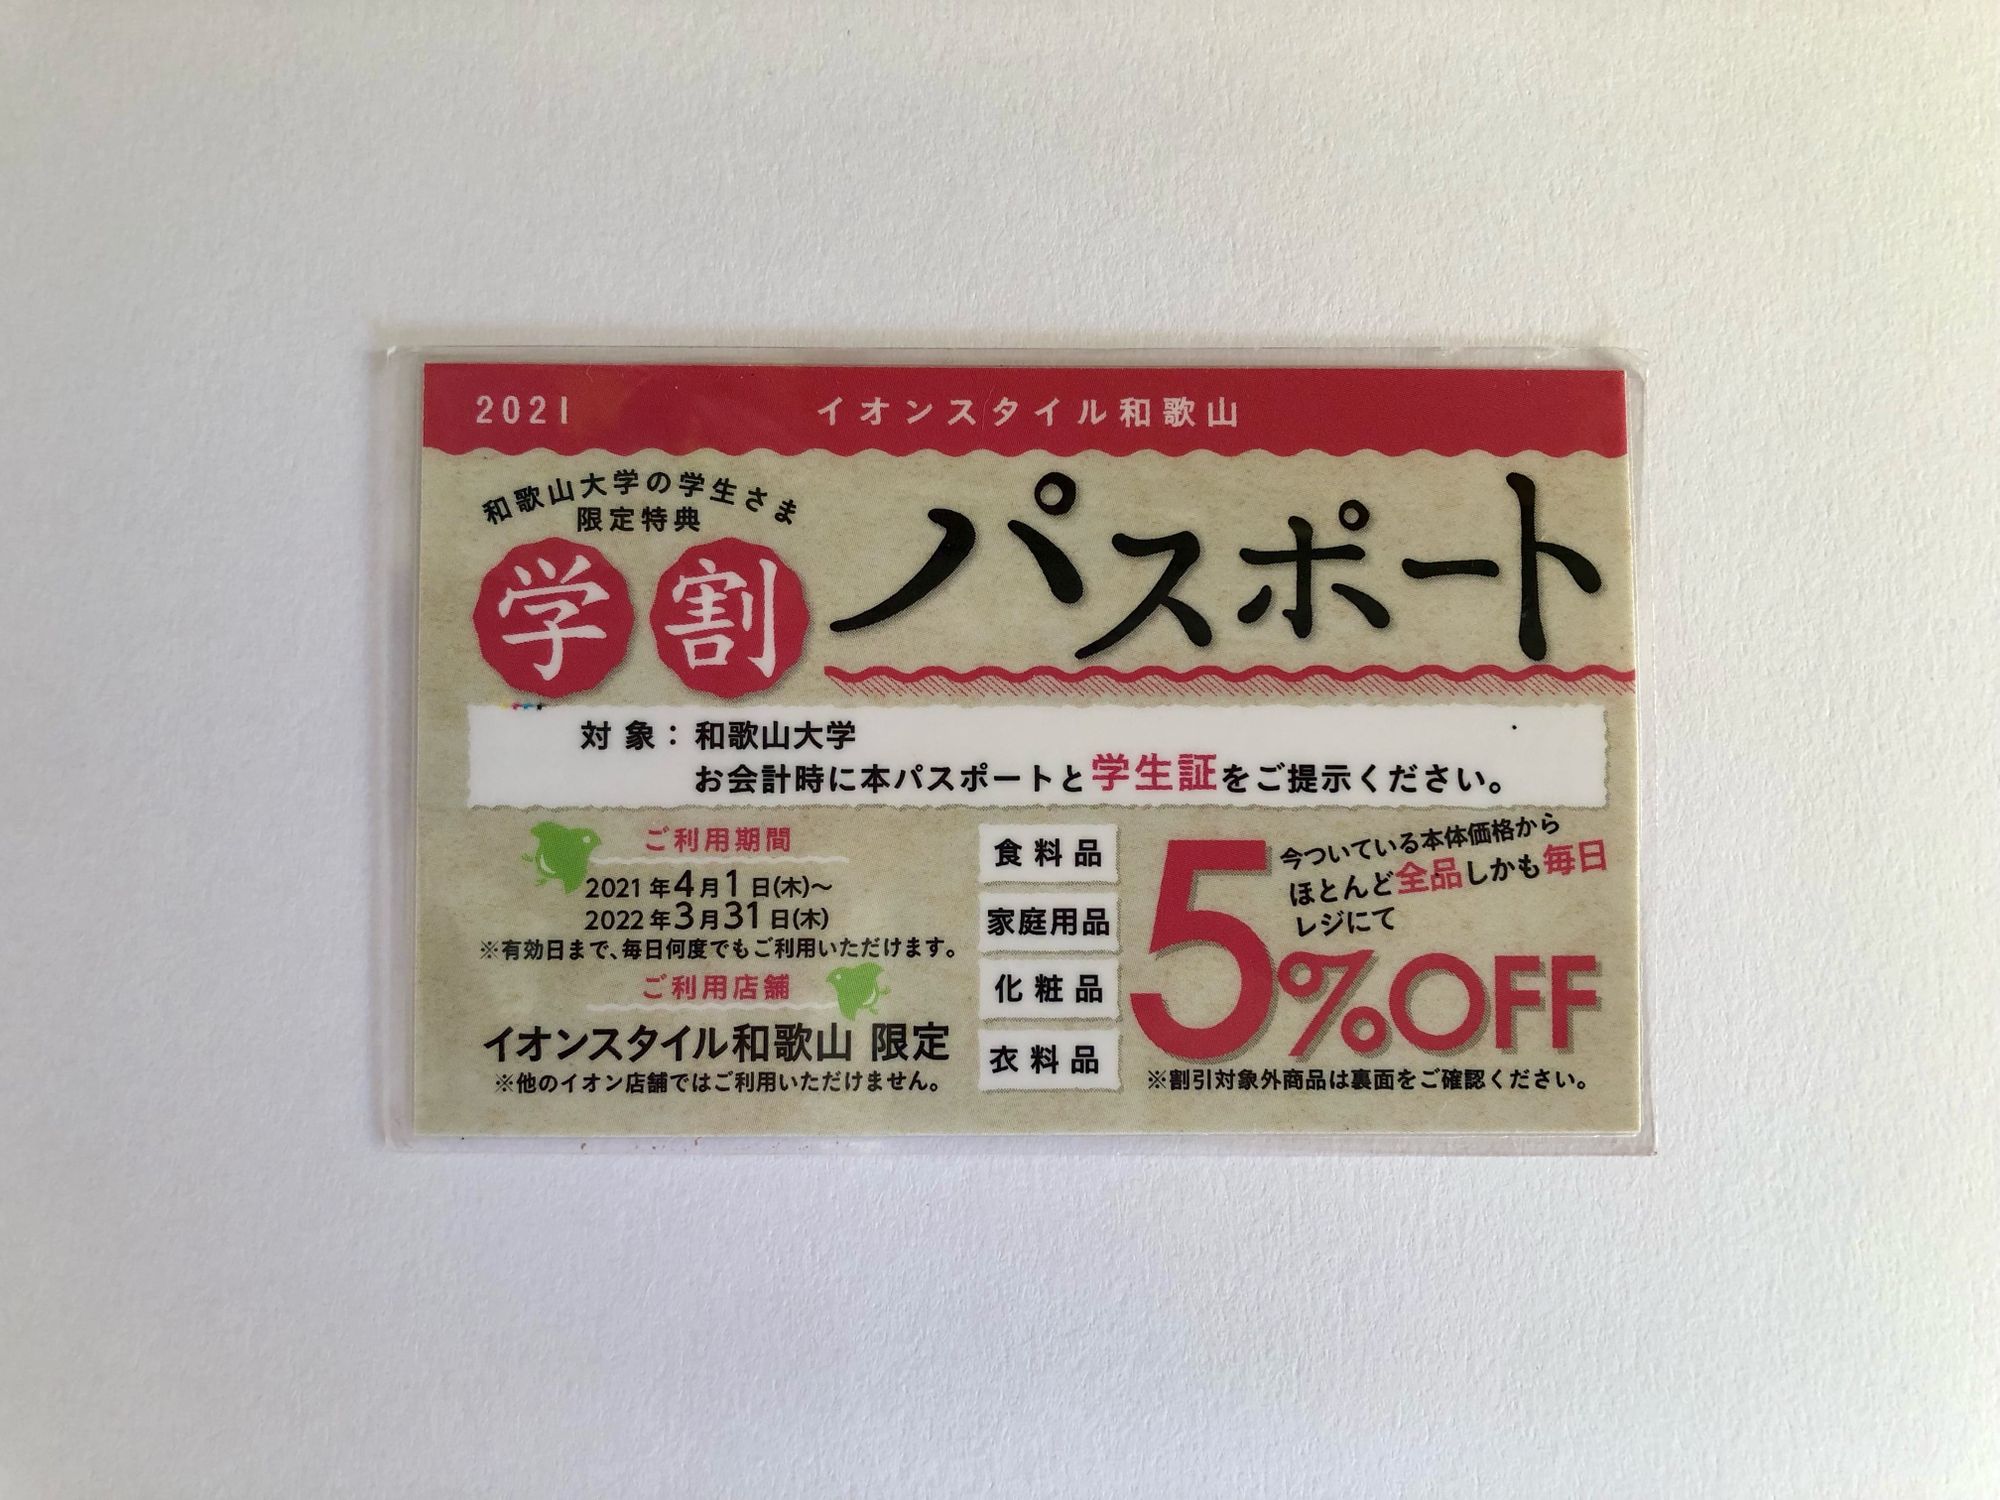 2021 イオンスタイル和歌山
和歌山大学の学生さま
限定特典
学割パスポート
対象：和歌山大学
お会計時に本パスポートと学生証をご提示ください。
ご利用期間
2021年4月1日(木)～
2022年3月31日(木)
※有効日まで、毎日何度でもご利用いただけます。
ご利用店舗
イオンスタイル和歌山 限定
※他のイオン店舗ではご利用いただけません。
食料品
家庭用品
化粧品
衣料品
今ついている本体価格から
ほとんど全品しかも毎日
レジにて
5%OFF
※割引対象外商品は裏面をご確認ください。